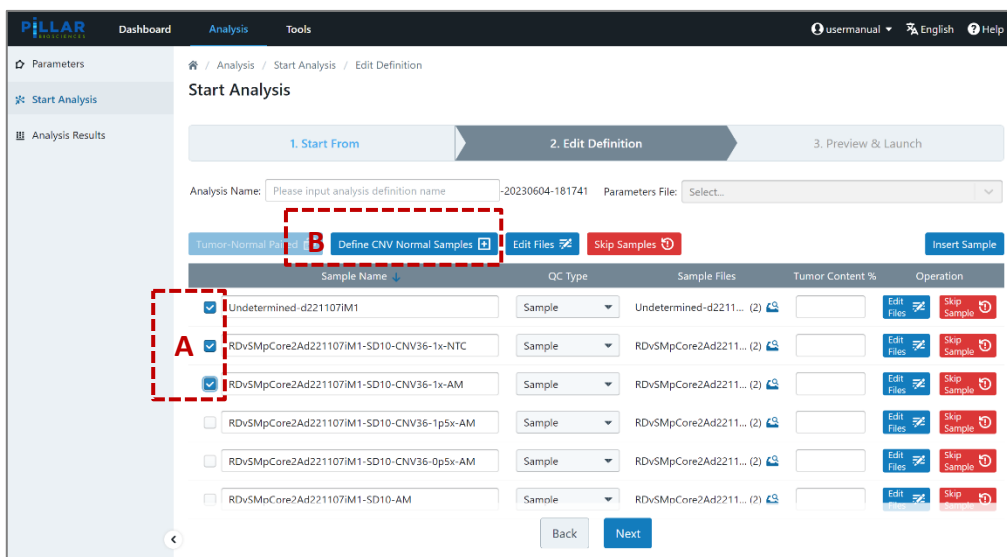 PiLLAR
BIOSCIENCES
Dashboard Analysis Tools usermanual English Help
Parameters
Start Analysis
Analysis Results
/ Analysis / Start Analysis / Edit Definition
Start Analysis
1. Start From 2. Edit Definition 3. Preview & Launch
Analysis Name: Please input analysis definition name -20230604-181741 Parameters File: Select...
Tumor-Normal Paired B Define CNV Normal Samples Edit Files Skip Samples Insert Sample
Sample Name QC Type Sample Files Tumor Content % Operation
Undetermined-d221107iM1 Sample Undetermined-d2211... (2) Edit Files Skip Sample
A RDvSMpCore2Ad221107iM1-SD10-CNV36-1x-NTC Sample RDvSMpCore2Ad2211... (2) Edit Files Skip Sample
RDvSMpCore2Ad221107iM1-SD10-CNV36-1x-AM Sample RDvSMpCore2Ad2211... (2) Edit Files Skip Sample
RDvSMpCore2Ad221107iM1-SD10-CNV36-1p5x-AM Sample RDvSMpCore2Ad2211... (2) Edit Files Skip Sample
RDvSMpCore2Ad221107iM1-SD10-CNV36-0p5x-AM Sample RDvSMpCore2Ad2211... (2) Edit Files Skip Sample
RDvSMpCore2Ad221107iM1-SD10-AM Sample RDvSMpCore2Ad2211... (2) Edit Files Skip Sample
Back Next